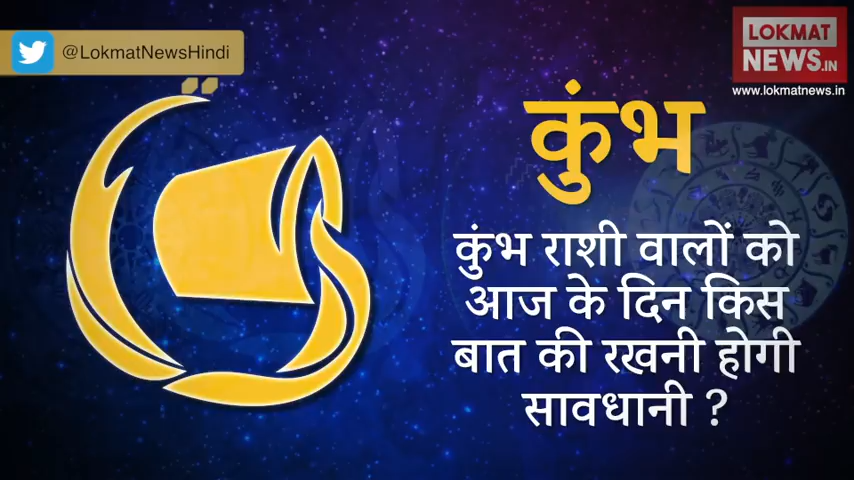 @LokmatNewsHindi
LOKMAT
NEWS.IN
www.lokmatnews.in
कुंभ
कुंभ राशी वालों को
आज के दिन किस
बात की रखनी होगी
सावधानी ?